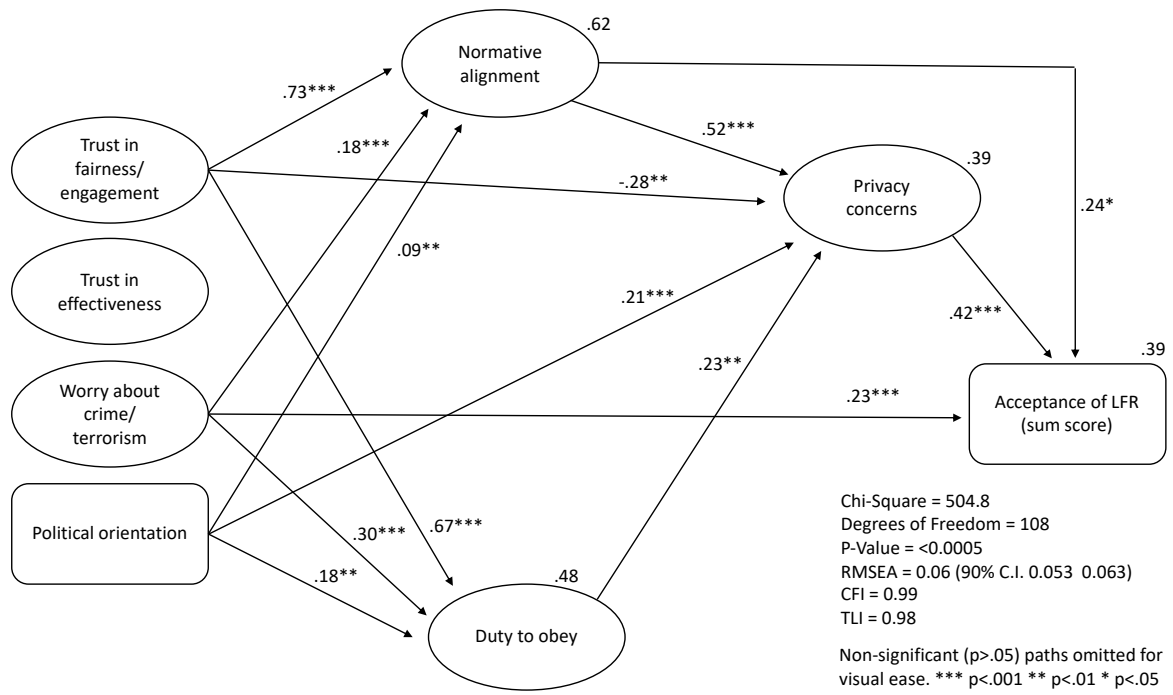 .62
Normative
alignment
.73***
.18***
.52***
Trust in
fairness/
engagement
.39
-.28**
Privacy
concerns
.24*
.09**
Trust in
effectiveness
.21***
.42***
.23**
.39
Worry about
crime/
terrorism
.23***
Acceptance of LFR
(sum score)
Political orientation
.30***
.67***
.18**
.48
Duty to obey
Chi-Square = 504.8
Degrees of Freedom = 108
P-Value = <0.0005
RMSEA = 0.06 (90% C.I. 0.053 0.063)
CFI = 0.99
TLI = 0.98
Non-significant (p>.05) paths omitted for
visual ease. *** p<.001 ** p<.01 * p<.05